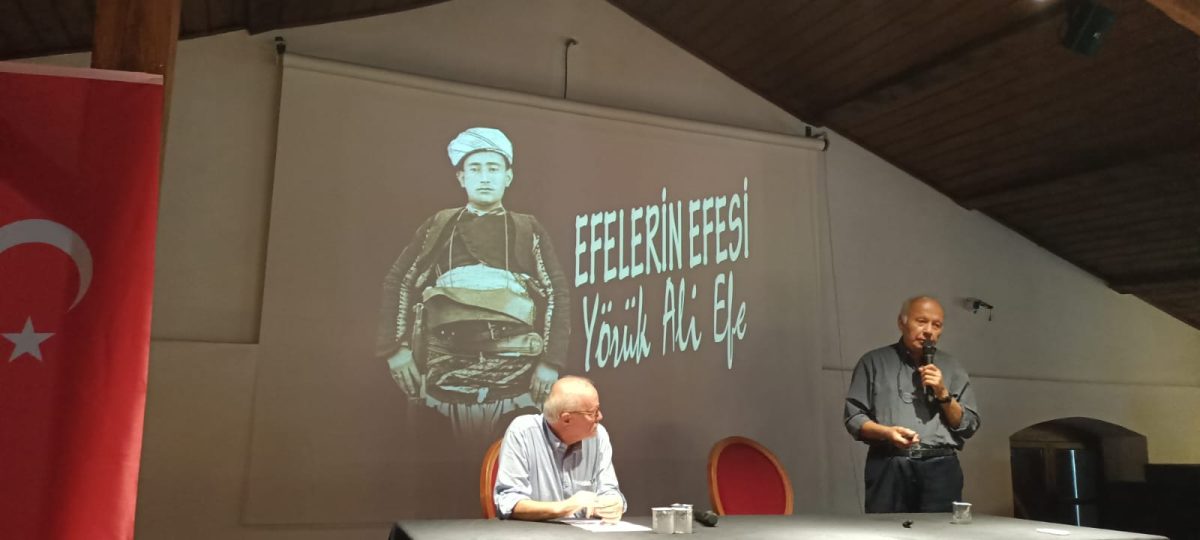 EFELERİN EFESİ
Yörük Ali Efe